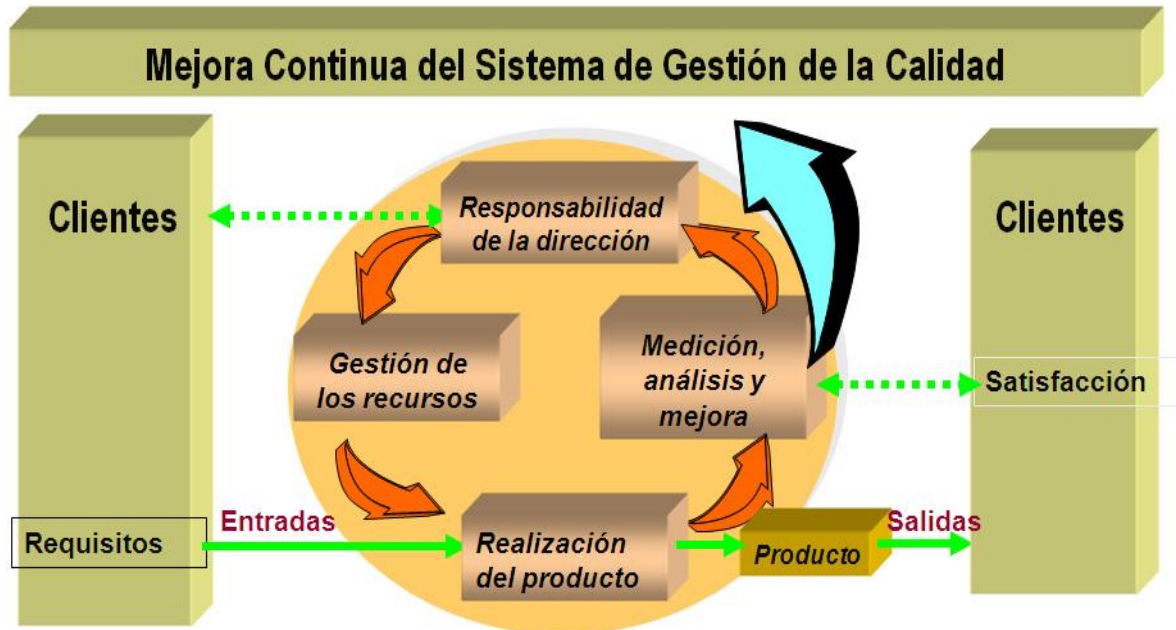 Mejora Continua del Sistema de Gestión de la Calidad
Clientes
Responsabilidad
de la dirección
Clientes
Gestión de
los recursos
Medición,
análisis y
mejora
Satisfacción
Requisitos
Entradas
Realización
del producto
Producto
Salidas